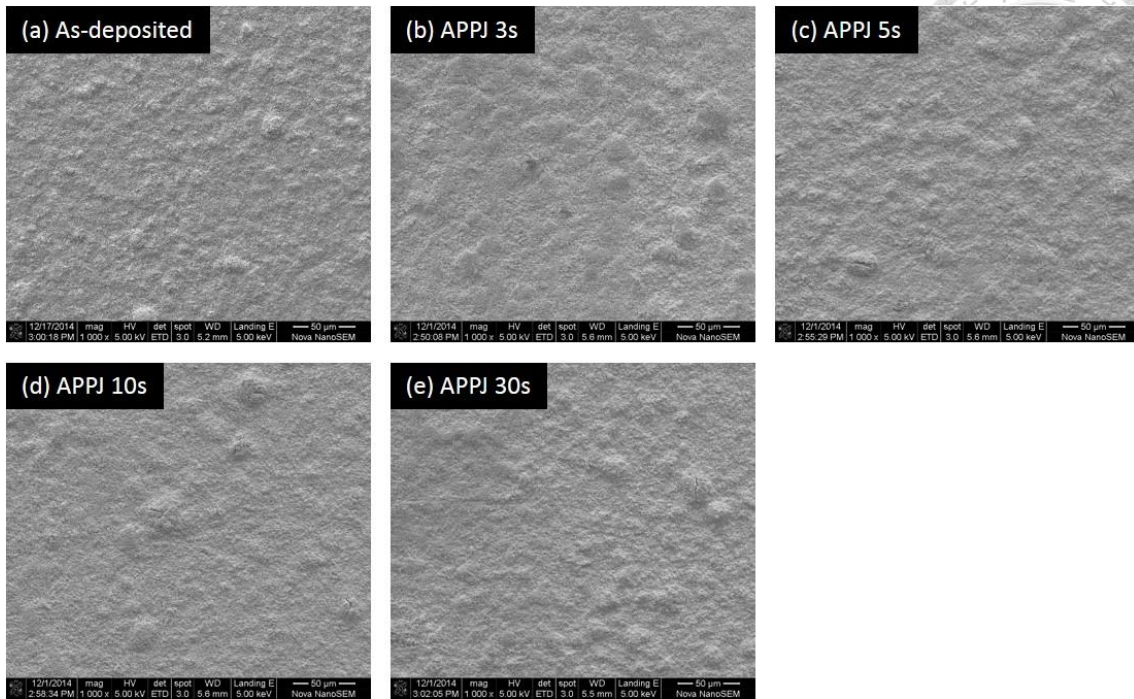 (a) As-deposited
(b) APPJ 3s
(c) APPJ 5s
12/17/2014 mag HV det spot WD Landing E 50 µm
3:00:18 PM 1 000 x 5.00 kV ETD 3.0 5.2 mm 5.00 keV Nova NanoSEM
12/1/2014 mag HV det spot WD Landing E 50 µm
2:50:08 PM 1 000 x 5.00 kV ETD 3.0 5.6 mm 5.00 keV Nova NanoSEM
12/1/2014 mag HV det spot WD Landing E 50 µm
2:55:29 PM 1 000 x 5.00 kV ETD 3.0 5.6 mm 5.00 keV Nova NanoSEM
(d) APPJ 10s
(e) APPJ 30s
12/1/2014 mag HV det spot WD Landing E 50 µm
2:58:34 PM 1 000 x 5.00 kV ETD 3.0 5.6 mm 5.00 keV Nova NanoSEM
12/1/2014 mag HV det spot WD Landing E 50 µm
3:02:05 PM 1 000 x 5.00 kV ETD 3.0 5.5 mm 5.00 keV Nova NanoSEM